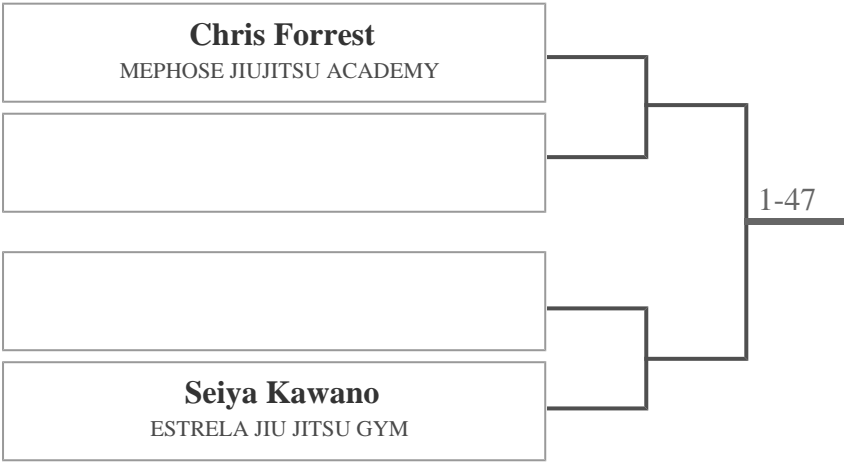 Chris Forrest
MEPHOSE JIUJITSU ACADEMY
1-47
Seiya Kawano
ESTRELA JIU JITSU GYM